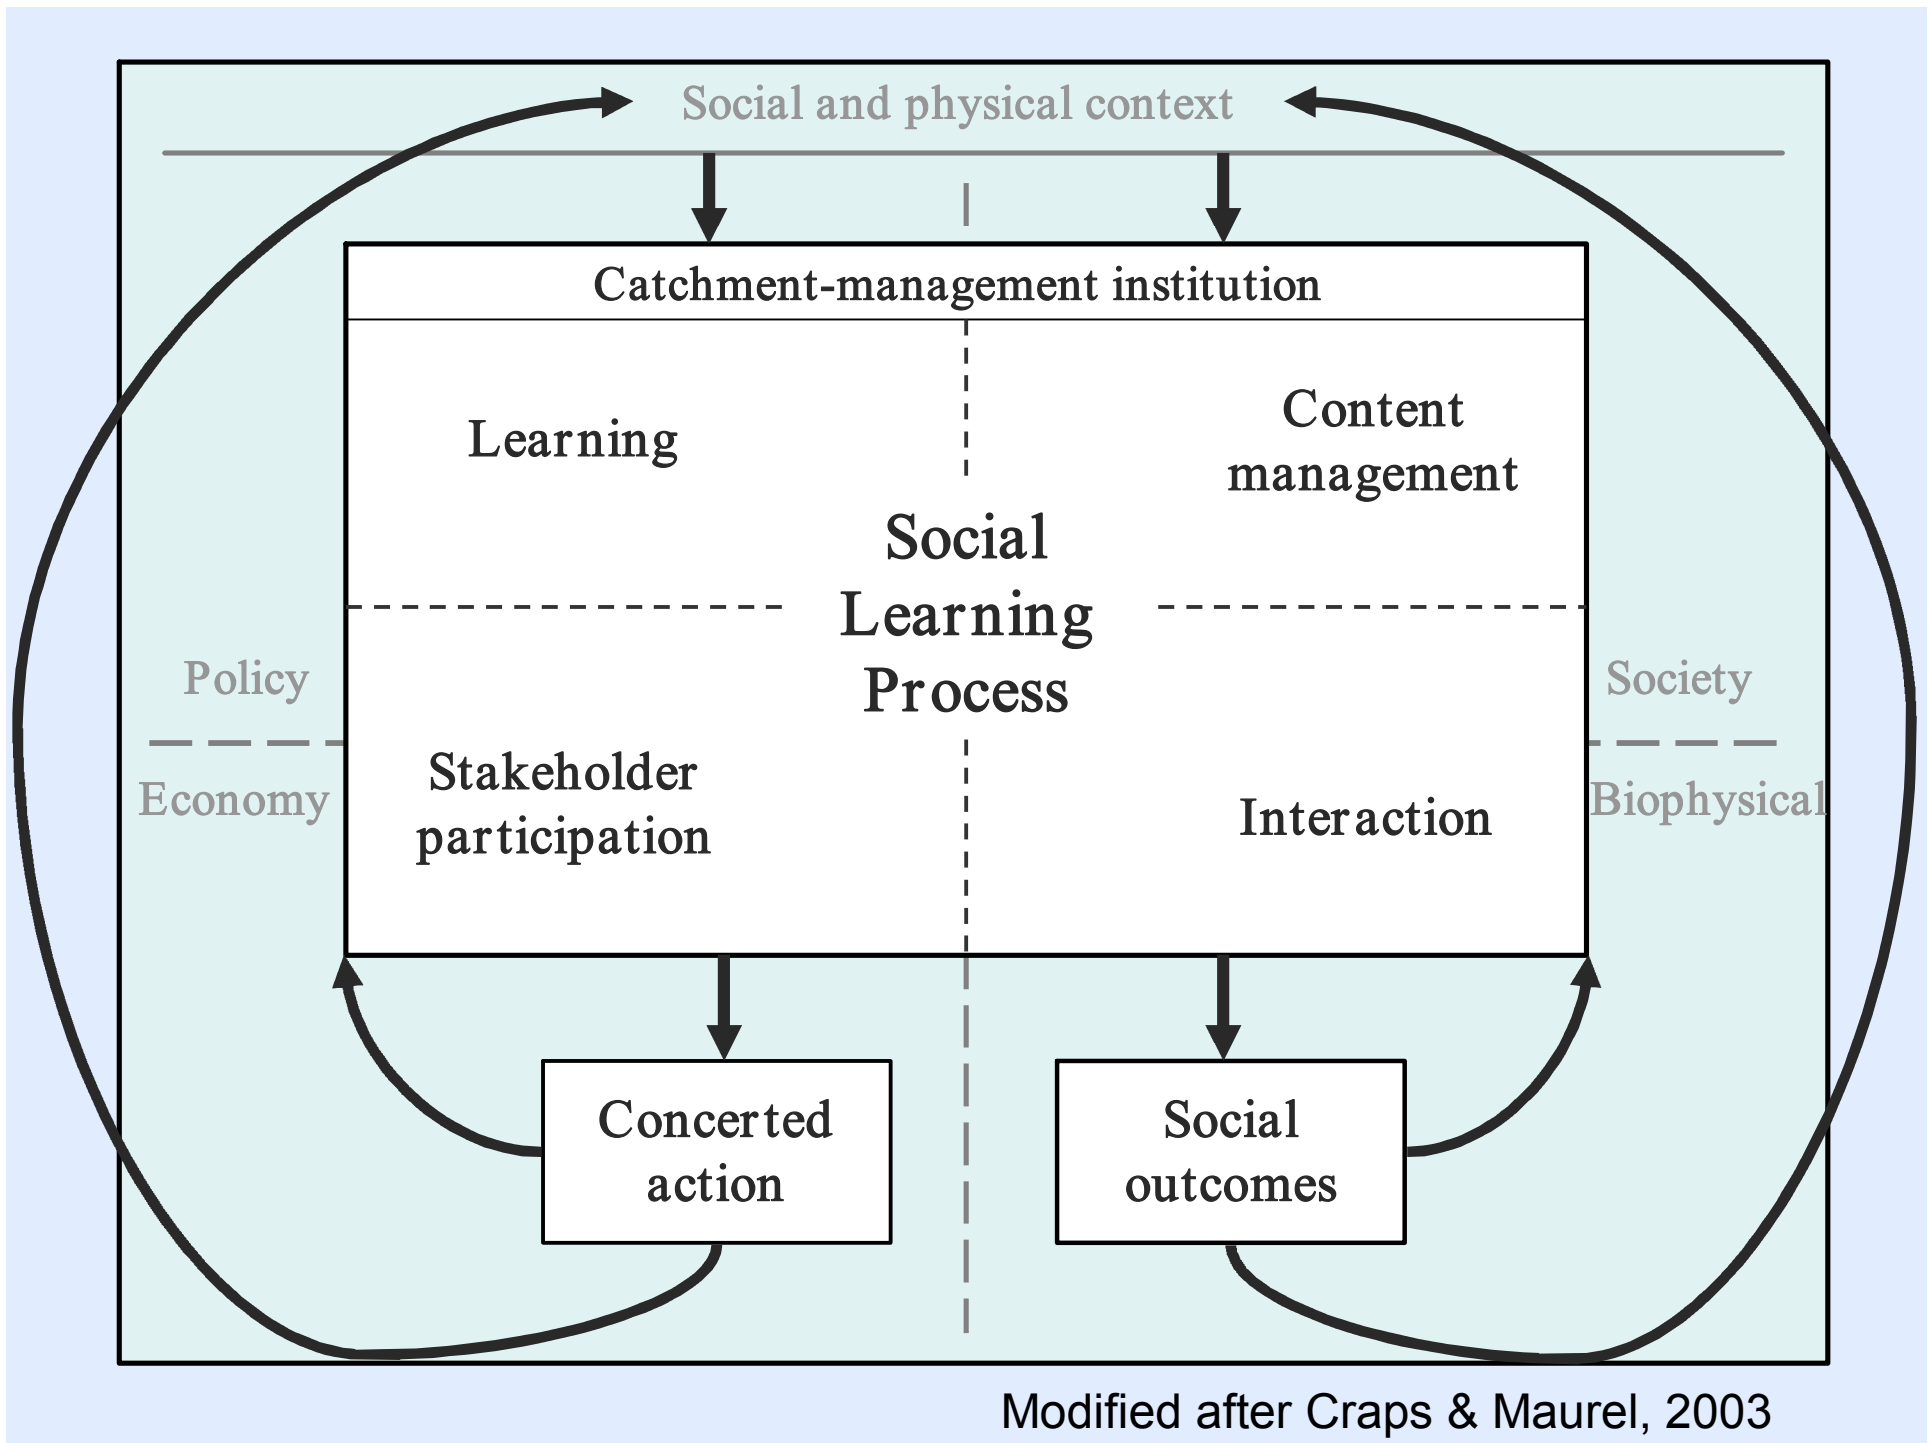 Social and physical context
Catchment-management institution
Learning
Content
management
Social
Learning
Process
Policy
Society
Economy
Biophysical
Stakeholder
participation
Interaction
Concerted
action
Social
outcomes
Modified after Craps & Maurel, 2003